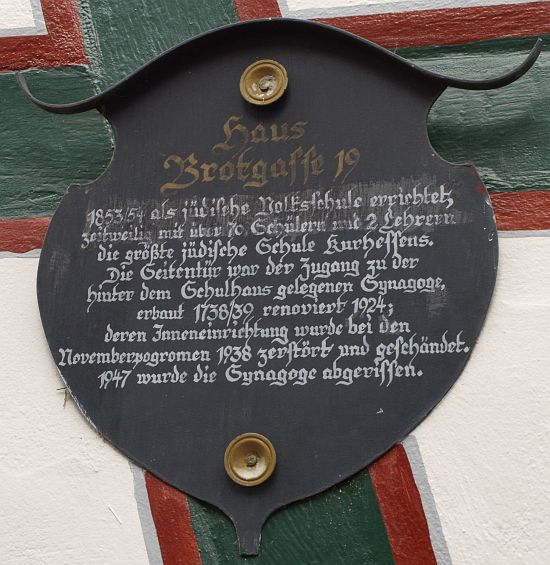 Haus
Brotgasse 19
1853/54 als jüdische Volksschule errichtet,
zeitweilig mit über 70 Schülern und 2 Lehrern
die größte jüdische Schule Kurhessens.
Die Seitentür war der Zugang zu der
hinter dem Schulhaus gelegenen Synagoge,
erbaut 1738/39, renoviert 1924;
deren Inneneinrichtung wurde bei den
Novemberpogromen 1938 zerstört und geschändet.
1947 wurde die Synagoge abgerissen.